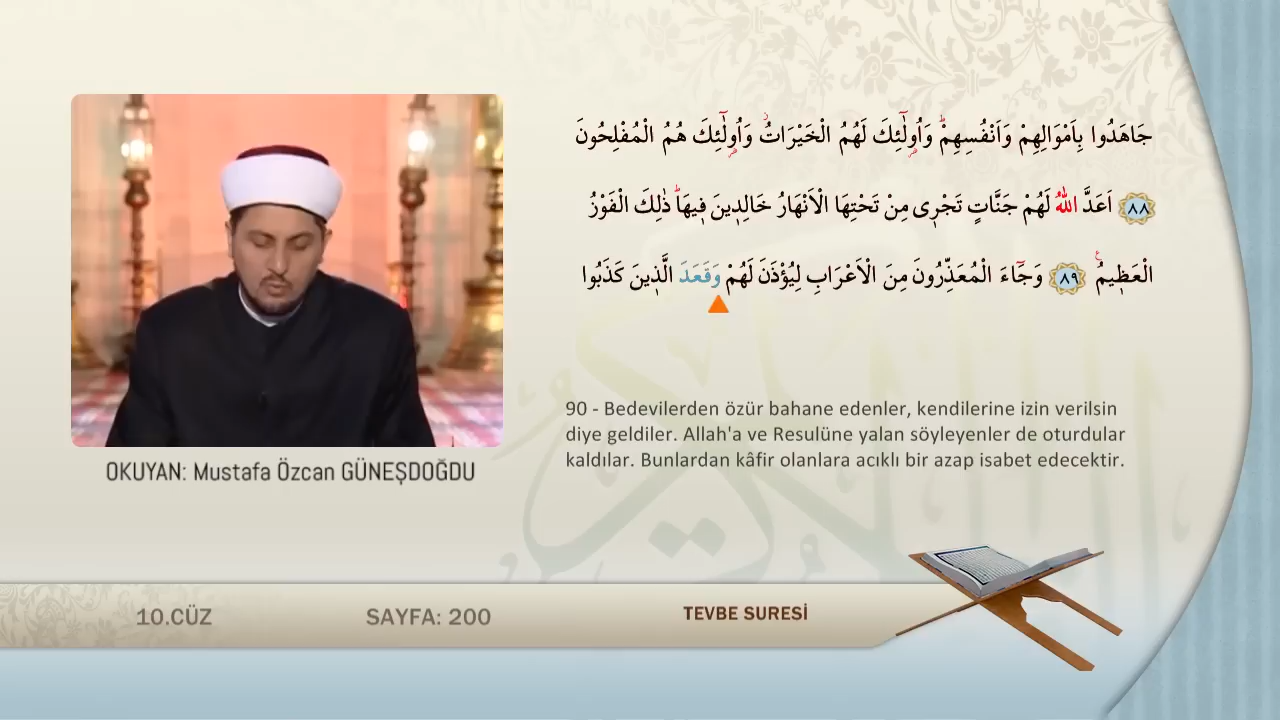 جَاهَدُوا بِاَمْوَالِهِمْ وَاَنْفُسِهِمْۜ وَاُو۬لٰٓئِكَ لَهُمُ الْخَيْرَاتُۘ وَاُو۬لٰٓئِكَ هُمُ الْمُفْلِحُونَ
﴿٨٨﴾ اَعَدَّ اللّٰهُ لَهُمْ جَنَّاتٍ تَجْر۪ي مِنْ تَحْتِهَا الْاَنْهَارُ خَالِد۪ينَ ف۪يهَاۜ ذٰلِكَ الْفَوْزُ
الْعَظ۪يمُ۟ ﴿٨٩﴾ وَجَٓاءَ الْمُعَذِّرُونَ مِنَ الْاَعْرَابِ لِيُؤْذَنَ لَهُمْ وَقَعَدَ الَّذ۪ينَ كَذَبُوا
90 - Bedevilerden özür bahane edenler, kendilerine izin verilsin
diye geldiler. Allah'a ve Resulüne yalan söyleyenler de oturdular
kaldılar. Bunlardan kâfir olanlara acıklı bir azap isabet edecektir.
OKUYAN: Mustafa Özcan GÜNEŞDOĞDU
10.CÜZ
SAYFA: 200
TEVBE SURESİ